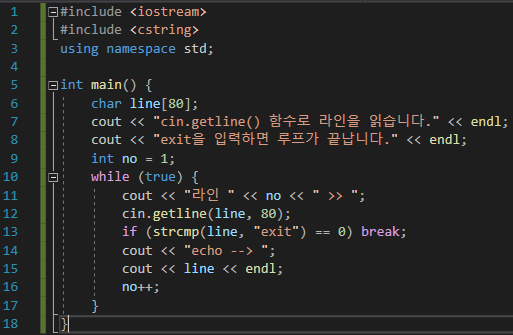 1 #include <iostream>
2 #include <cstring>
3 using namespace std;
4
5 int main() {
6 char line[80];
7 cout << "cin.getline() 함수로 라인을 읽습니다." << endl;
8 cout << "exit을 입력하면 루프가 끝납니다." << endl;
9 int no = 1;
10 while (true) {
11 cout << "라인 " << no << " >> ";
12 cin.getline(line, 80);
13 if (strcmp(line, "exit") == 0) break;
14 cout << "echo --> ";
15 cout << line << endl;
16 no++;
17 }
18 }